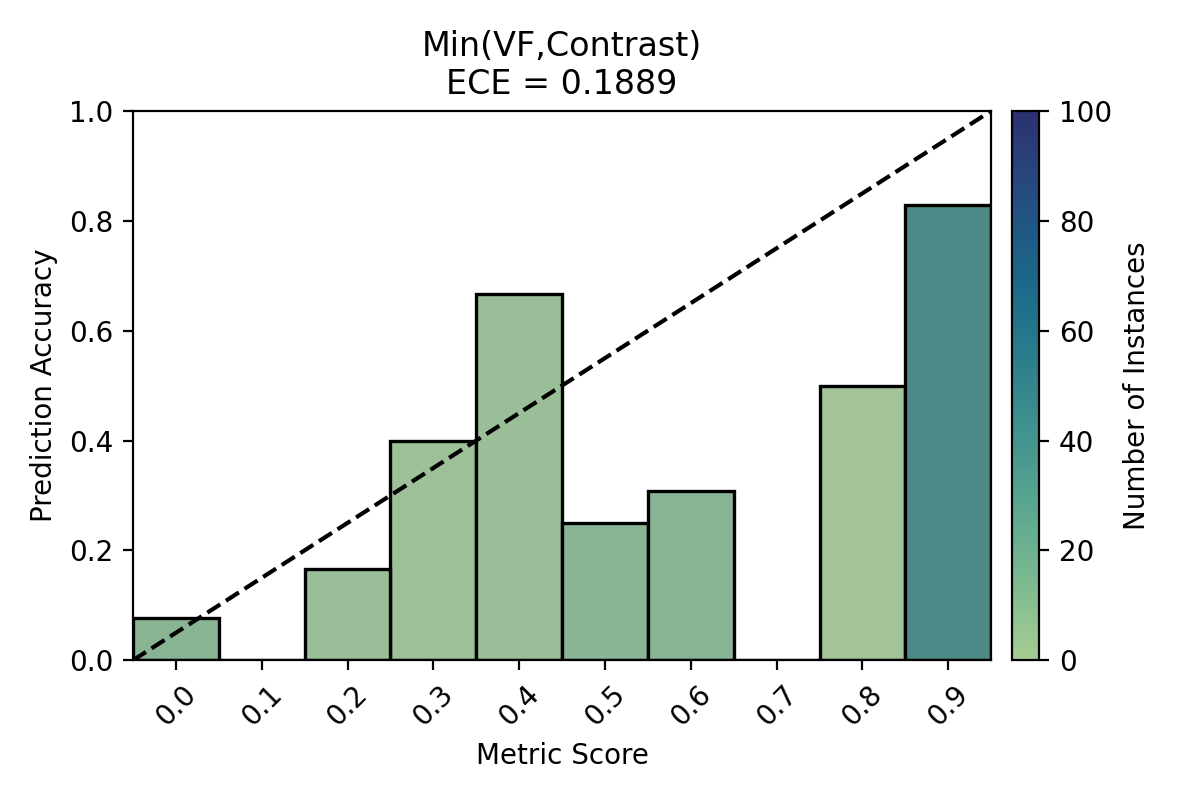 Min(VF,Contrast)
ECE = 0.1889
Prediction Accuracy
1.0
0.8
0.6
0.4
0.2
0.0
0.0 0.1 0.2 0.3 0.4 0.5 0.6 0.7 0.8 0.9
Metric Score
100
80
60
40
20
0
Number of Instances